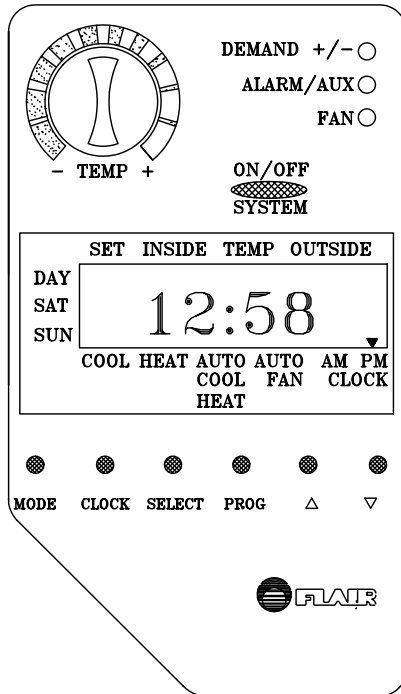 DEMAND +/-
ALARM/AUX
FAN
- TEMP +
ON/OFF
SYSTEM
SET INSIDE TEMP OUTSIDE
DAY
SAT
SUN
12:58
COOL HEAT AUTO AUTO AM PM
COOL FAN CLOCK
HEAT
MODE CLOCK SELECT PROG △ ▽
FLAIR